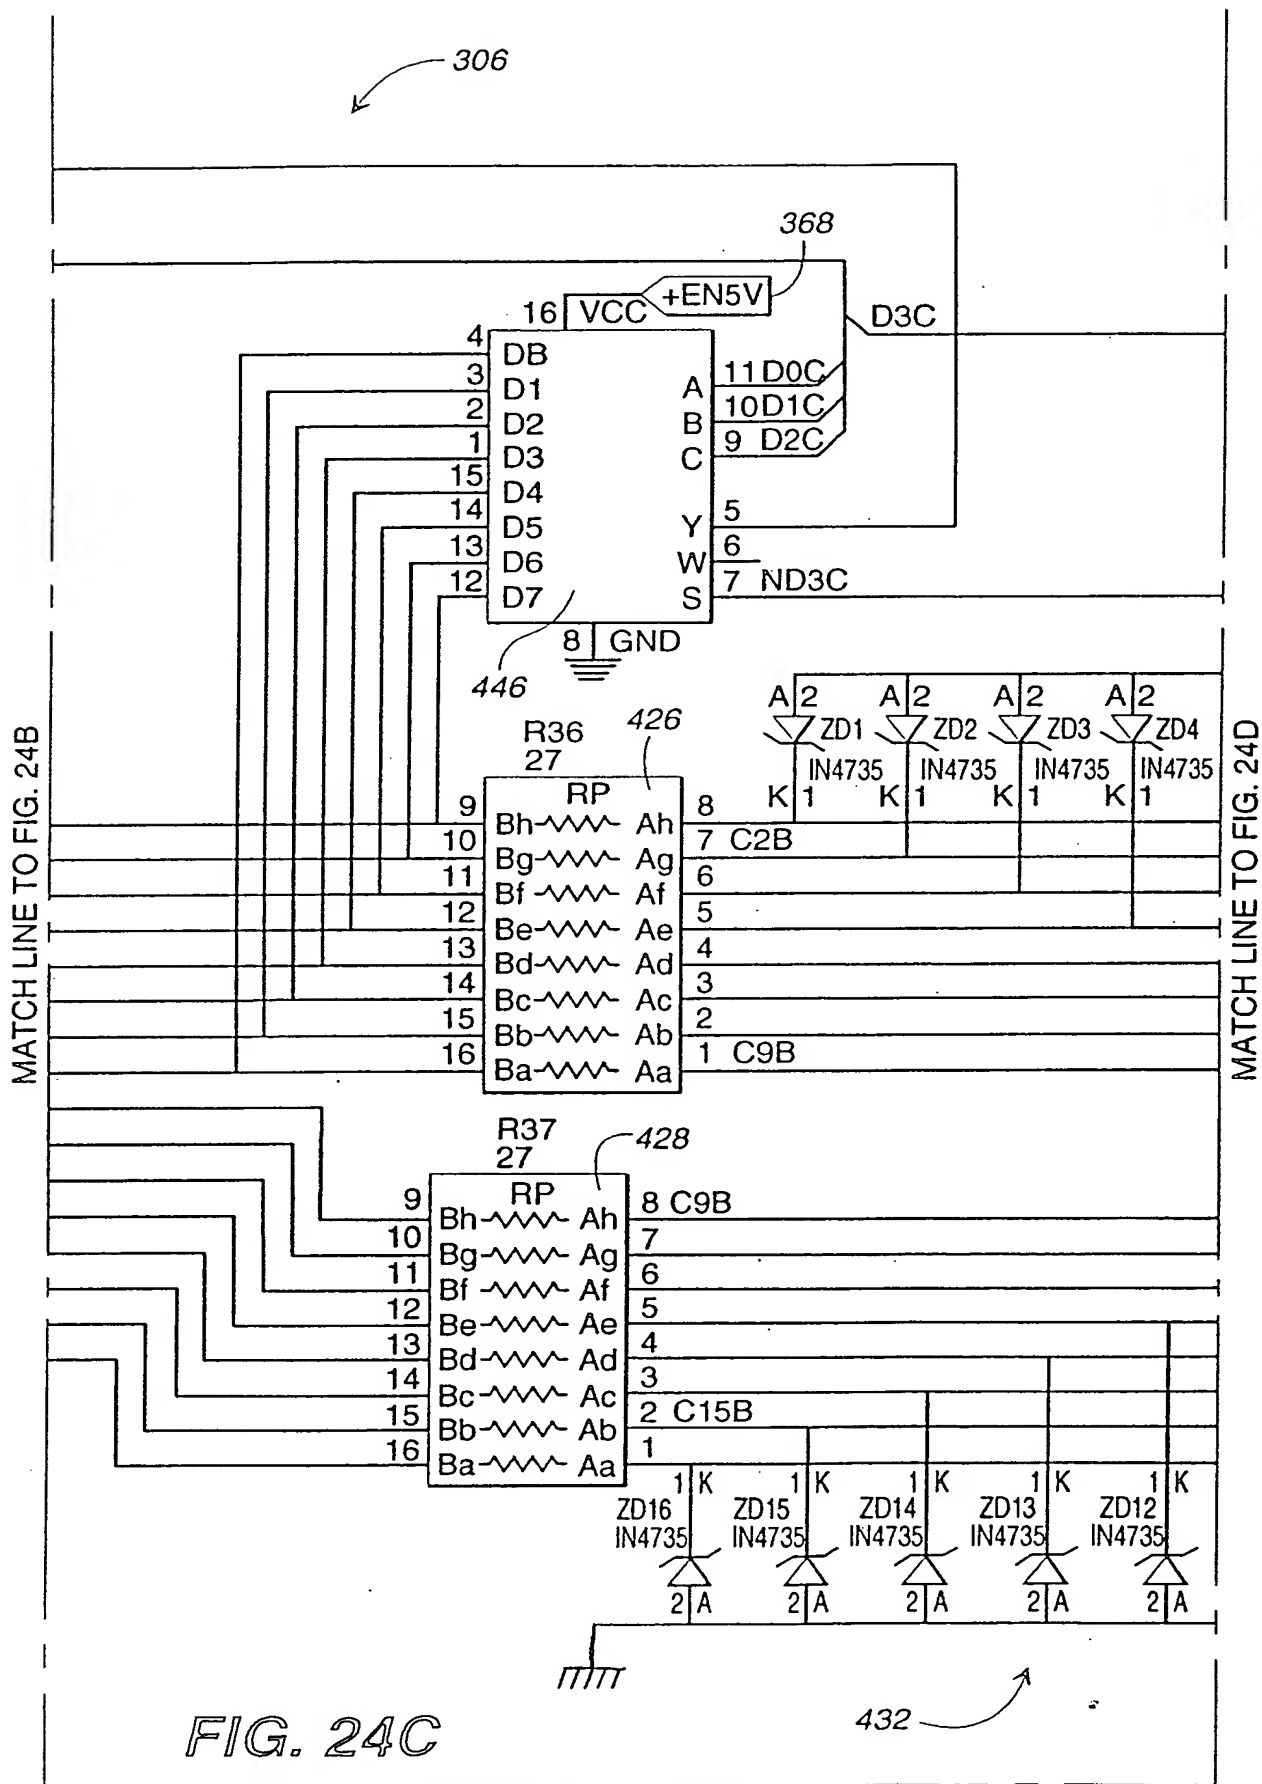 306
368
+EN5V
16 VCC
D3C
4 DB
3 D1
2 D2
1 D3
15 D4
14 D5
13 D6
12 D7
A 11 D0C
B 10 D1C
C 9 D2C
Y 5
W 6
S 7 ND3C
8 GND
446
A 2 A 2 A 2 A 2
ZD1 ZD2 ZD3 ZD4
IN4735 IN4735 IN4735 IN4735
K 1 K 1 K 1 K 1
MATCH LINE TO FIG. 24B
MATCH LINE TO FIG. 24D
R36
27
426
RP
9 Bh Ah 8
10 Bg Ag 7 C2B
11 Bf Af 6
12 Be Ae 5
13 Bd Ad 4
14 Bc Ac 3
15 Bb Ab 2
16 Ba Aa 1 C9B
R37
27
428
RP
9 Bh Ah 8 C9B
10 Bg Ag 7
11 Bf Af 6
12 Be Ae 5
13 Bd Ad 4
14 Bc Ac 3
15 Bb Ab 2 C15B
16 Ba Aa 1
1 K 1 K 1 K 1 K 1 K
ZD16 ZD15 ZD14 ZD13 ZD12
IN4735 IN4735 IN4735 IN4735 IN4735
2 A 2 A 2 A 2 A 2 A
432
FIG. 24C